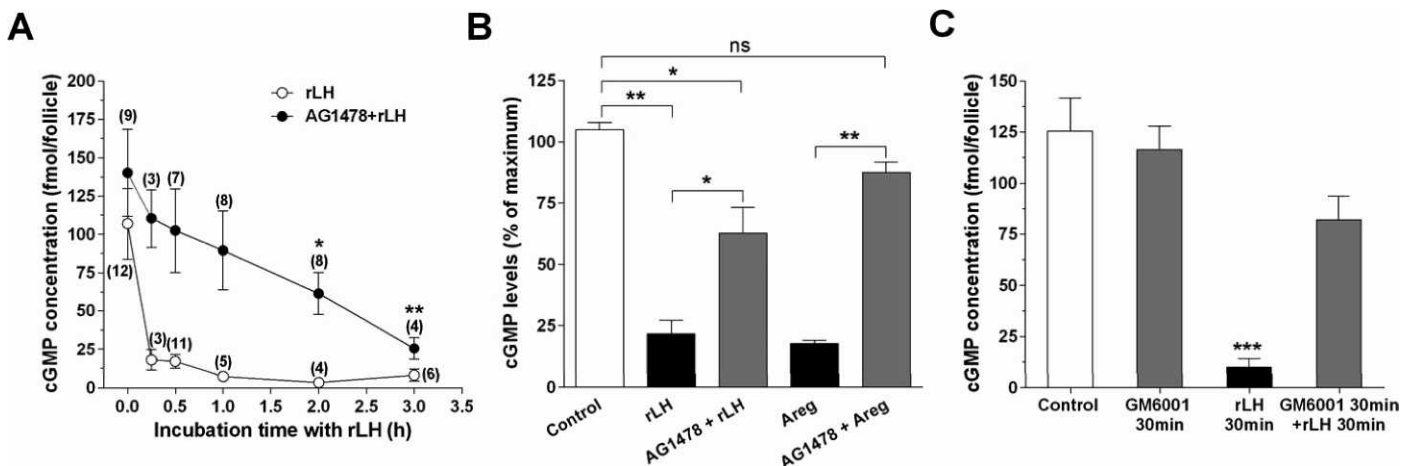 A
cGMP concentration (fmol/follicle)
200
175
150
125
100
75
50
25
0
(9)
(3)
(7)
(8)
*
(8)
**
(4)
(12)
(3)
(11)
(5)
(4)
(6)
rLH
AG1478+rLH
0.0 0.5 1.0 1.5 2.0 2.5 3.0 3.5
Incubation time with rLH (h)
B
cGMP levels (% of maximum)
125
100
75
50
25
0
ns
*
**
**
*
Control
rLH
AG1478 + rLH
Areg
AG1478 + Areg
C
cGMP concentration (fmol/follicle)
150
125
100
75
50
25
0
***
Control
GM6001
30min
rLH
30min
GM6001 30min
+rLH 30min